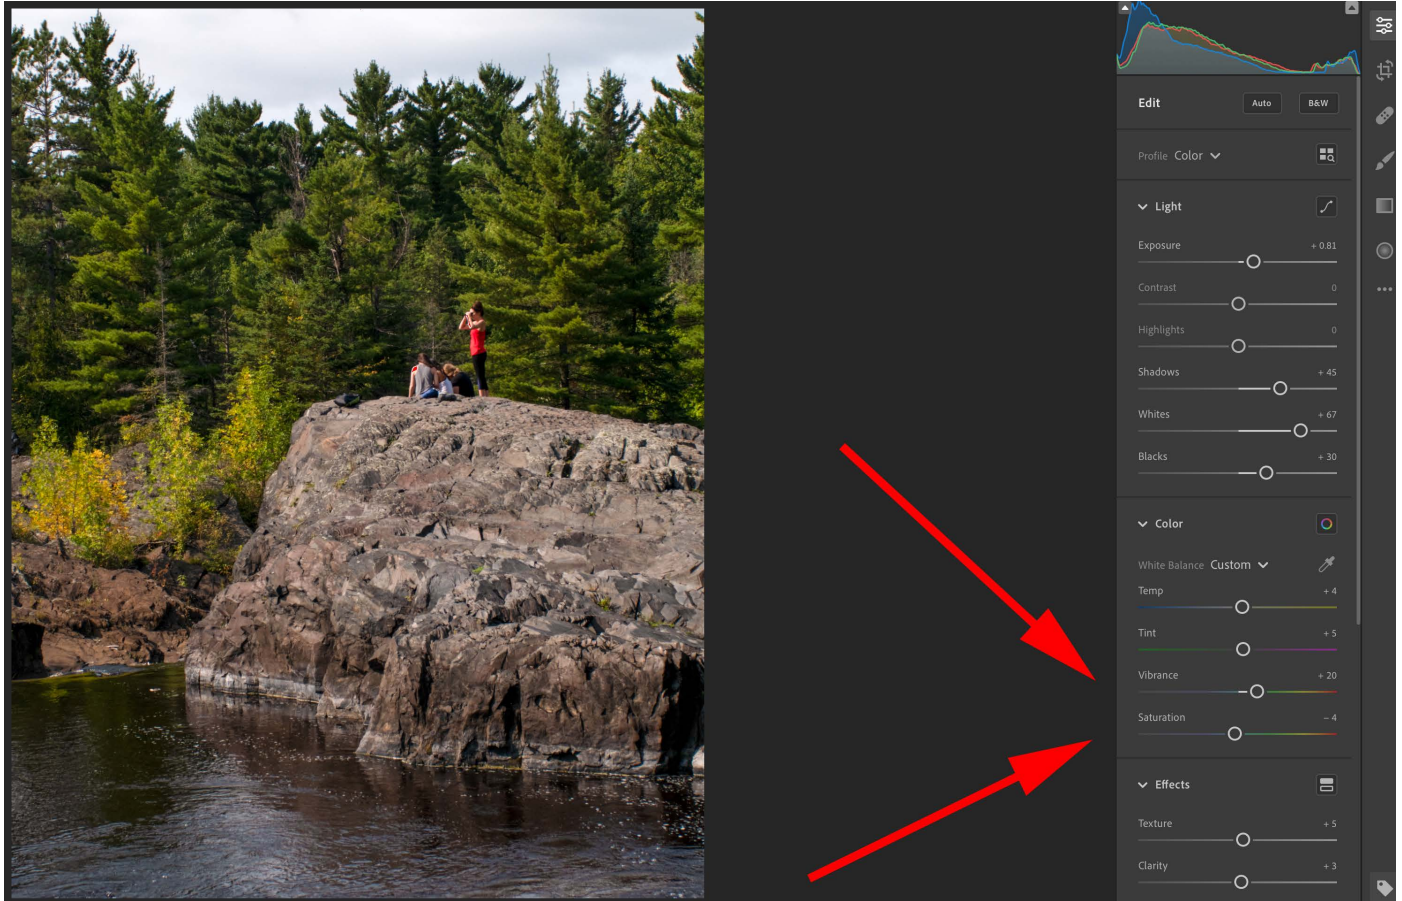 Edit Auto B&W
Profile Color
Light
Exposure + 0.81
Contrast 0
Highlights 0
Shadows + 45
Whites + 67
Blacks + 30
Color
White Balance Custom
Temp + 4
Tint + 5
Vibrance + 20
Saturation – 4
Effects
Texture + 5
Clarity + 3